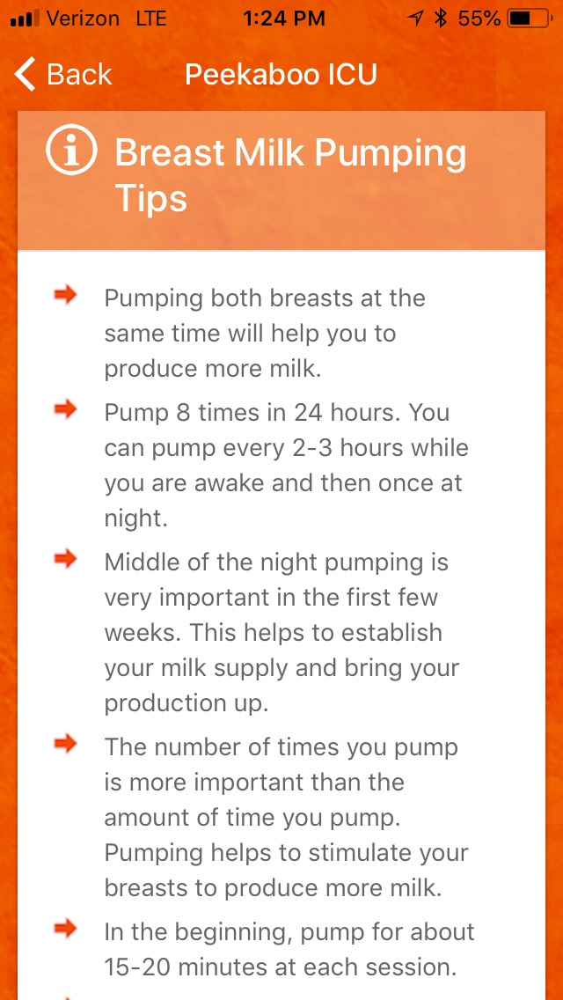 Verizon LTE 1:24 PM 55%
Back Peekaboo ICU
Breast Milk Pumping
Tips
Pumping both breasts at the
same time will help you to
produce more milk.
Pump 8 times in 24 hours. You
can pump every 2-3 hours while
you are awake and then once at
night.
Middle of the night pumping is
very important in the first few
weeks. This helps to establish
your milk supply and bring your
production up.
The number of times you pump
is more important than the
amount of time you pump.
Pumping helps to stimulate your
breasts to produce more milk.
In the beginning, pump for about
15-20 minutes at each session.